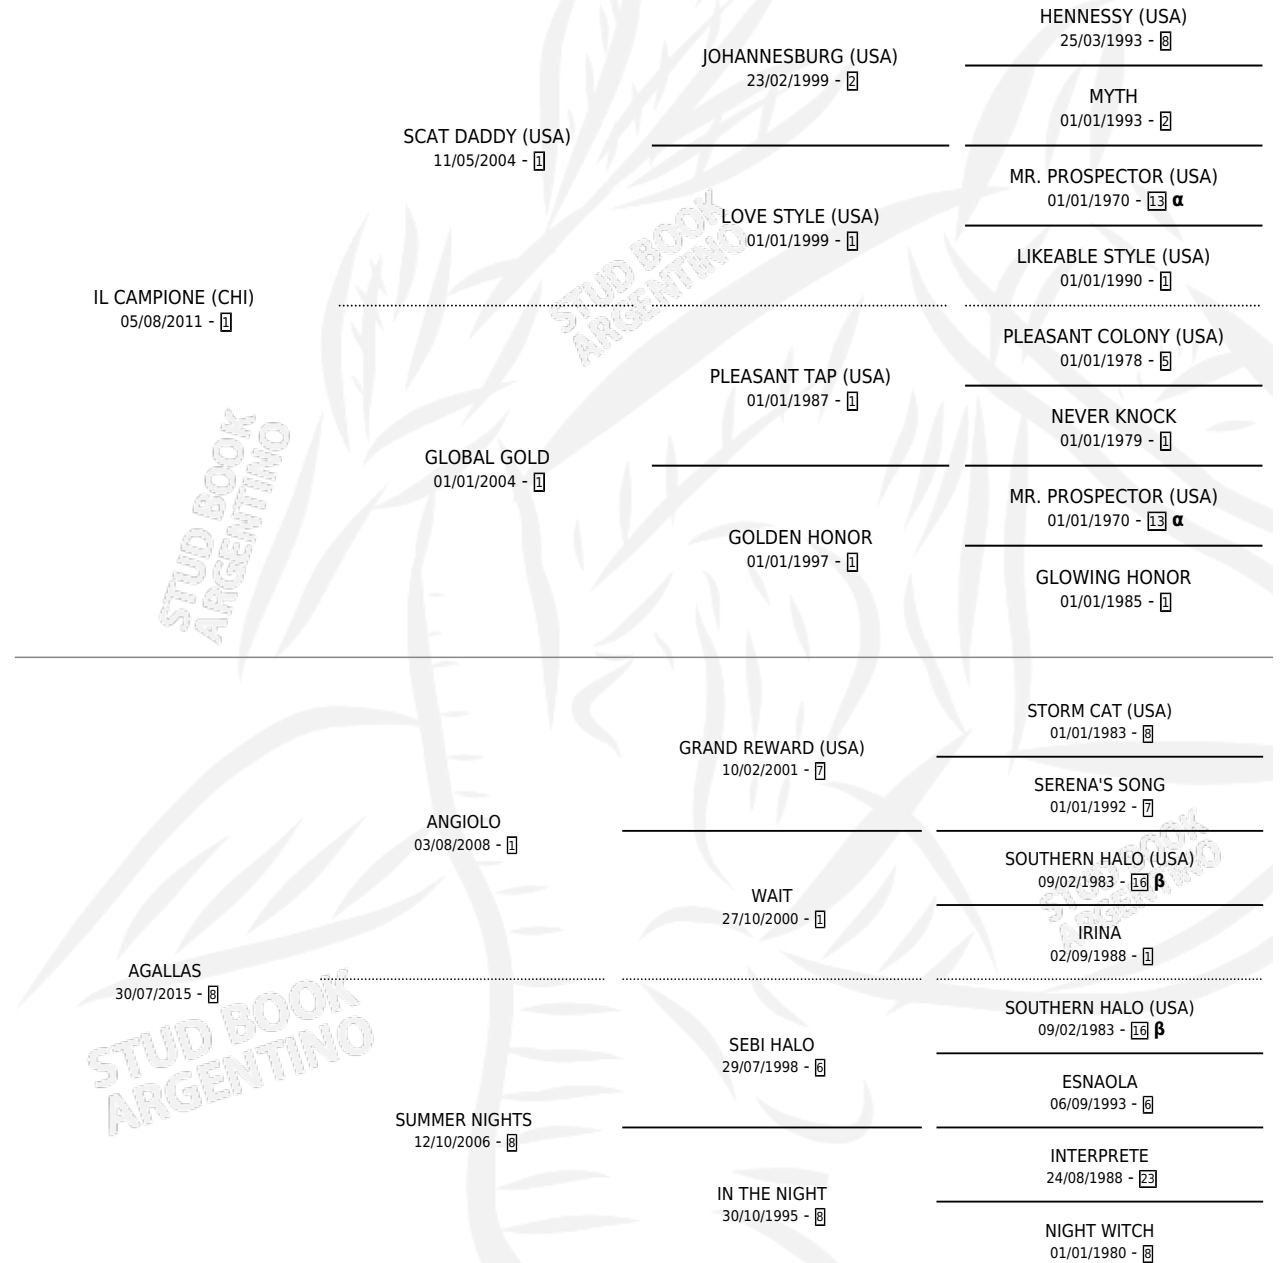 HENNESSY (USA)
25/03/1993 - 8
JOHANNESBURG (USA)
23/02/1999 - 2
MYTH
01/01/1993 - 2
SCAT DADDY (USA)
11/05/2004 - 1
MR. PROSPECTOR (USA)
01/01/1970 - 13 α
LOVE STYLE (USA)
01/01/1999 - 1
LIKEABLE STYLE (USA)
01/01/1990 - 1
IL CAMPIONE (CHI)
05/08/2011 - 1
PLEASANT COLONY (USA)
01/01/1978 - 5
PLEASANT TAP (USA)
01/01/1987 - 1
NEVER KNOCK
01/01/1979 - 1
GLOBAL GOLD
01/01/2004 - 1
MR. PROSPECTOR (USA)
01/01/1970 - 13 α
GOLDEN HONOR
01/01/1997 - 1
GLOWING HONOR
01/01/1985 - 1
STORM CAT (USA)
01/01/1983 - 8
GRAND REWARD (USA)
10/02/2001 - 7
SERENA'S SONG
01/01/1992 - 7
ANGIOLO
03/08/2008 - 1
SOUTHERN HALO (USA)
09/02/1983 - 16 β
WAIT
27/10/2000 - 1
IRINA
02/09/1988 - 1
AGALLAS
30/07/2015 - 8
SOUTHERN HALO (USA)
09/02/1983 - 16 β
SEBI HALO
29/07/1998 - 6
ESNAOLA
06/09/1993 - 6
SUMMER NIGHTS
12/10/2006 - 8
INTERPRETE
24/08/1988 - 23
IN THE NIGHT
30/10/1995 - 8
NIGHT WITCH
01/01/1980 - 8
STUD BOOK
ARGENTINO
STUD BOOK
ARGENTINO
STUD BOOK
ARGENTINO
STUD BOOK
ARGENTINO